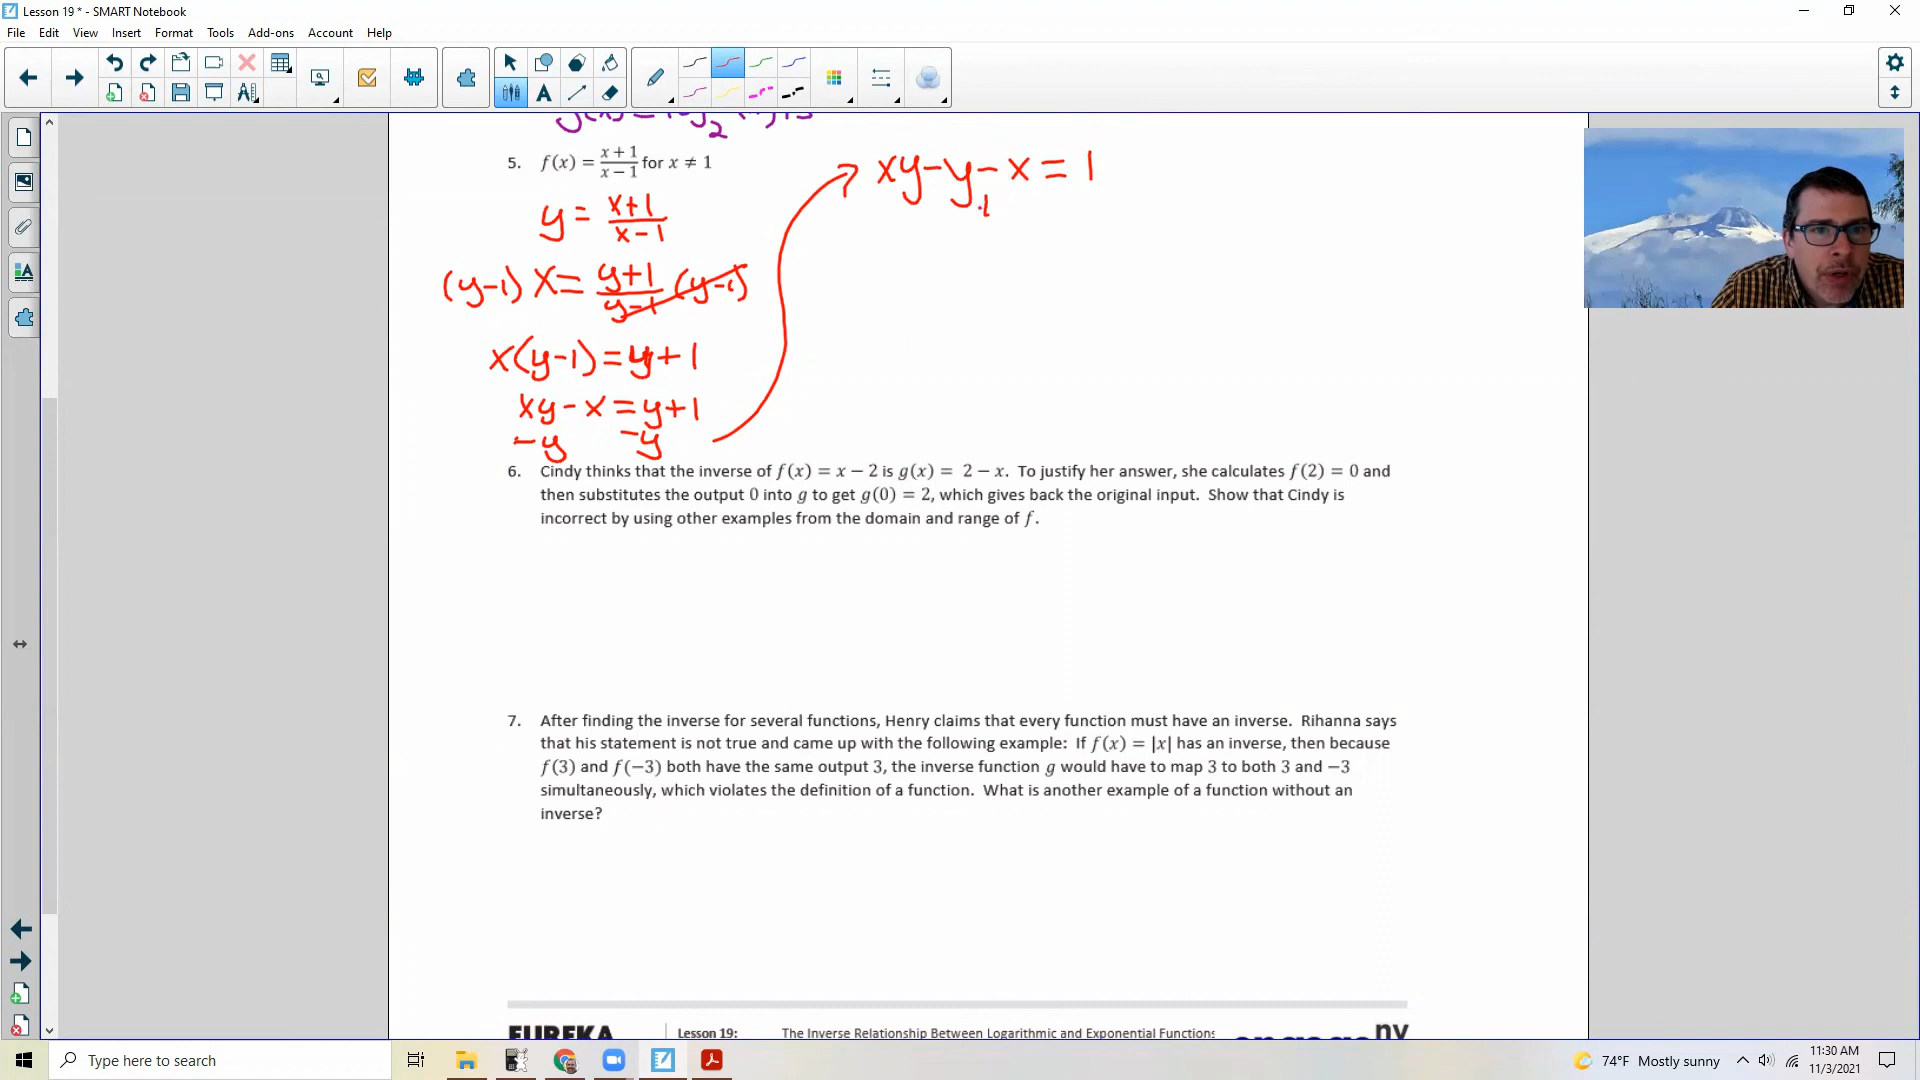 Lesson 19 * - SMART Notebook
File Edit View Insert Format Tools Add-ons Account Help
5. f(x) = x + 1 / x − 1 for x ≠ 1
y = x+1 / x-1
(y-1) x = y+1 / y-1 (y-1)
x(y-1) = y+1
xy - x = y+1
-y -y
xy - y - x = 1
6. Cindy thinks that the inverse of f(x) = x − 2 is g(x) = 2 − x. To justify her answer, she calculates f(2) = 0 and
then substitutes the output 0 into g to get g(0) = 2, which gives back the original input. Show that Cindy is
incorrect by using other examples from the domain and range of f.
7. After finding the inverse for several functions, Henry claims that every function must have an inverse. Rihanna says
that his statement is not true and came up with the following example: If f(x) = |x| has an inverse, then because
f(3) and f(−3) both have the same output 3, the inverse function g would have to map 3 to both 3 and −3
simultaneously, which violates the definition of a function. What is another example of a function without an
inverse?
EUREKA
Lesson 19: The Inverse Relationship Between Logarithmic and Exponential Functions
ny
Type here to search
74°F Mostly sunny
11:30 AM
11/3/2021